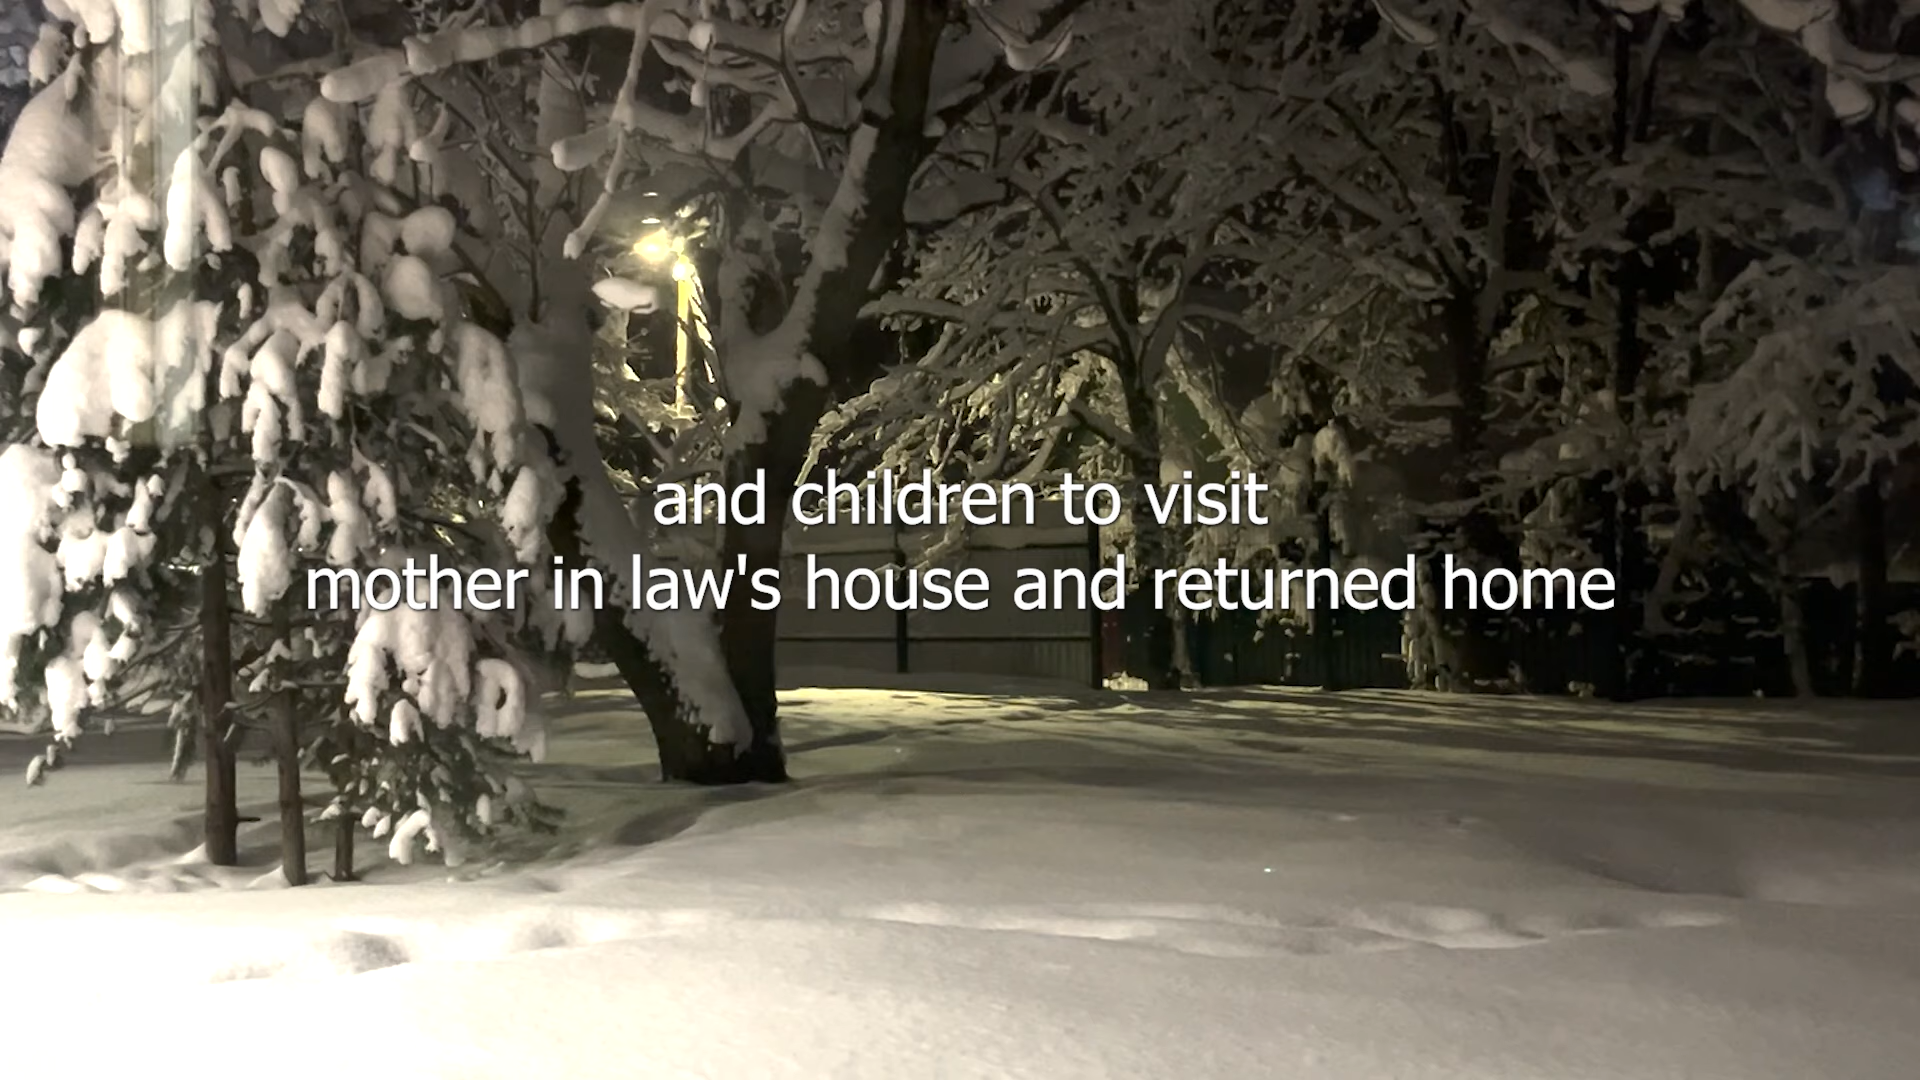 and children to visit
mother in law's house and returned home